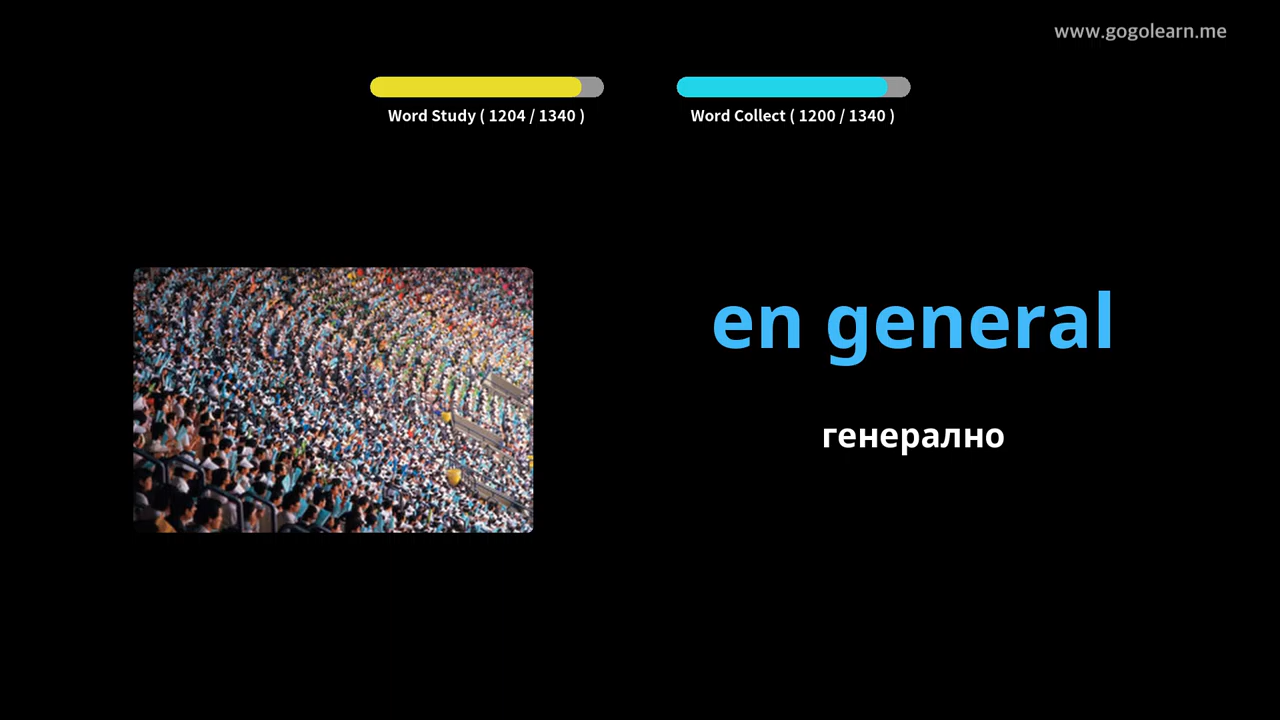 www.gogolearn.me
Word Study ( 1204 / 1340 )
Word Collect ( 1200 / 1340 )
en general
генерално